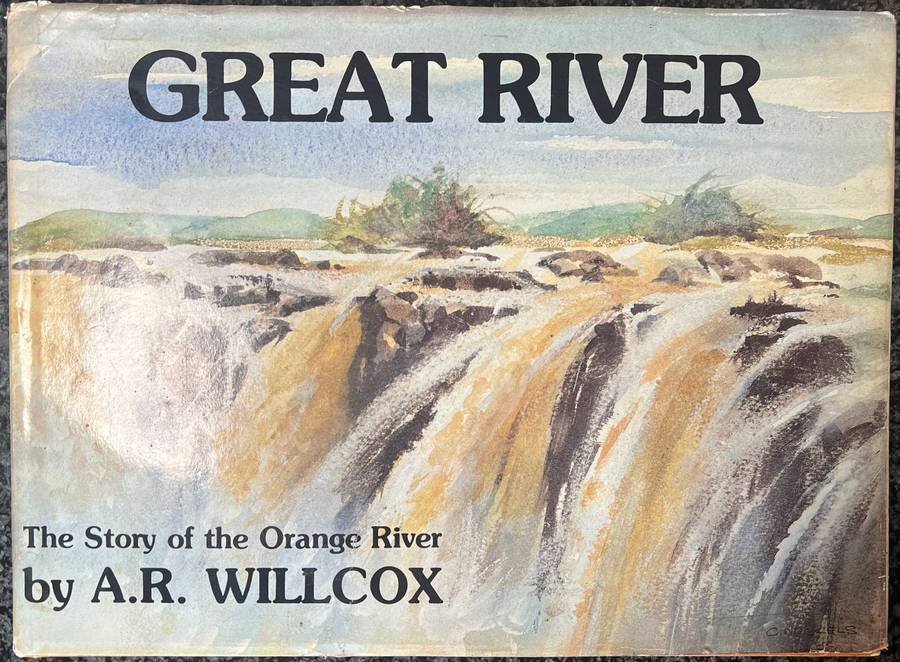 GREAT RIVER
The Story of the Orange River
by A.R. WILLCOX